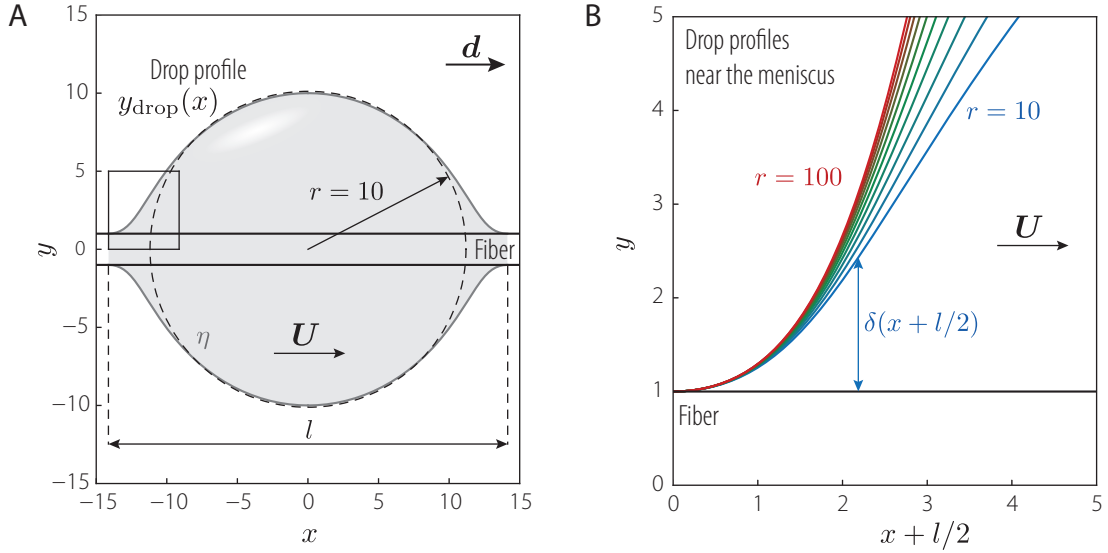 A
15
10
5
0
−5
−10
−15
y
−15
−10
−5
0
5
10
15
x
Drop profile
y_drop(x)
d
r = 10
Fiber
η
U
l
B
5
4
3
2
1
0
y
0
1
2
3
4
5
x + l/2
Drop profiles
near the meniscus
r = 10
r = 100
U
δ(x + l/2)
Fiber